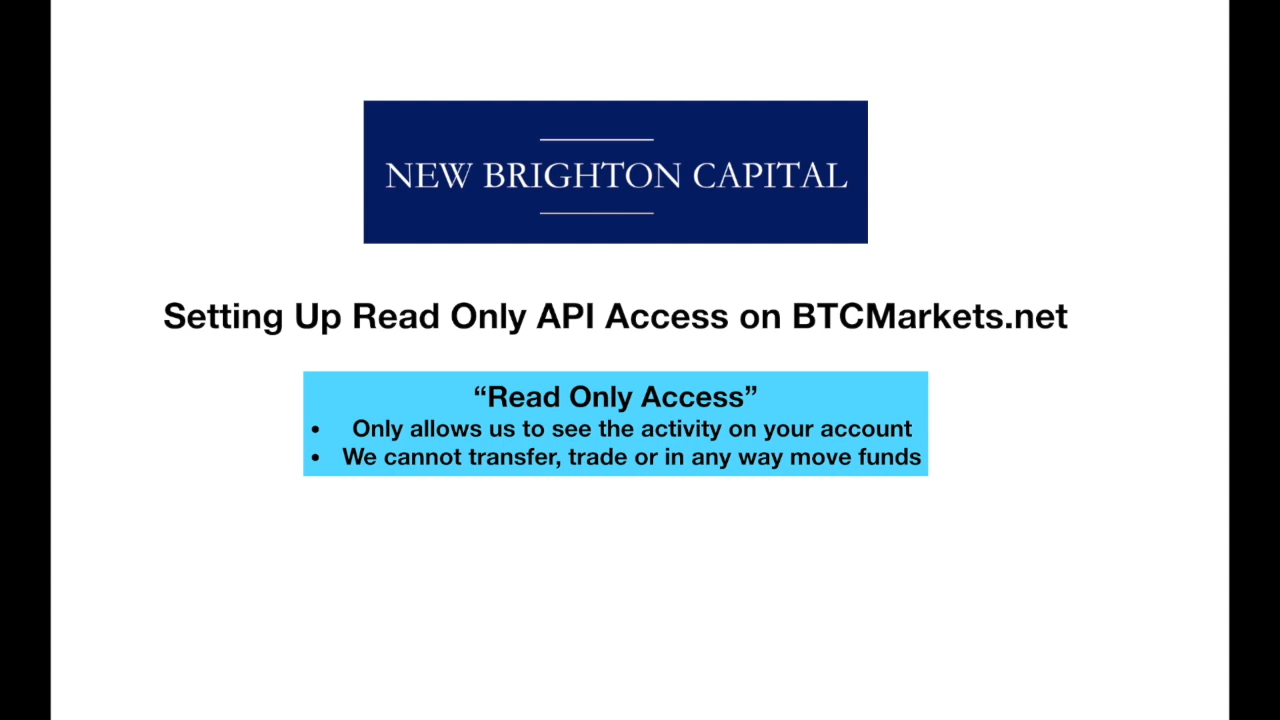 NEW BRIGHTON CAPITAL
Setting Up Read Only API Access on BTCMarkets.net
“Read Only Access”
• Only allows us to see the activity on your account
• We cannot transfer, trade or in any way move funds